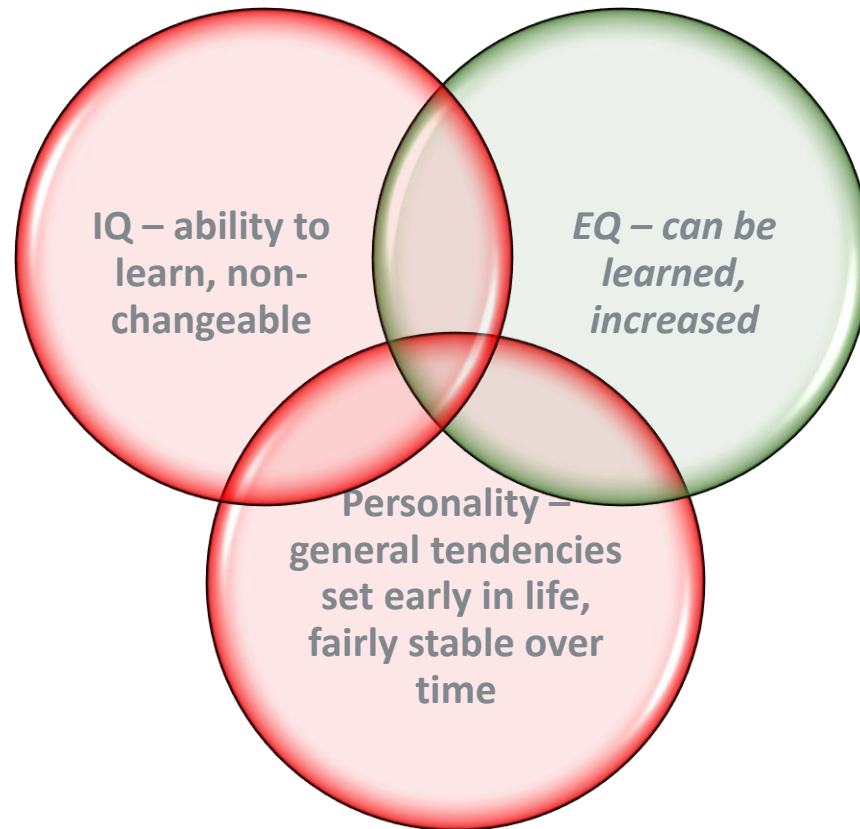 IQ – ability to
learn, non-
changeable
EQ – can be
learned,
increased
Personality –
general tendencies
set early in life,
fairly stable over
time